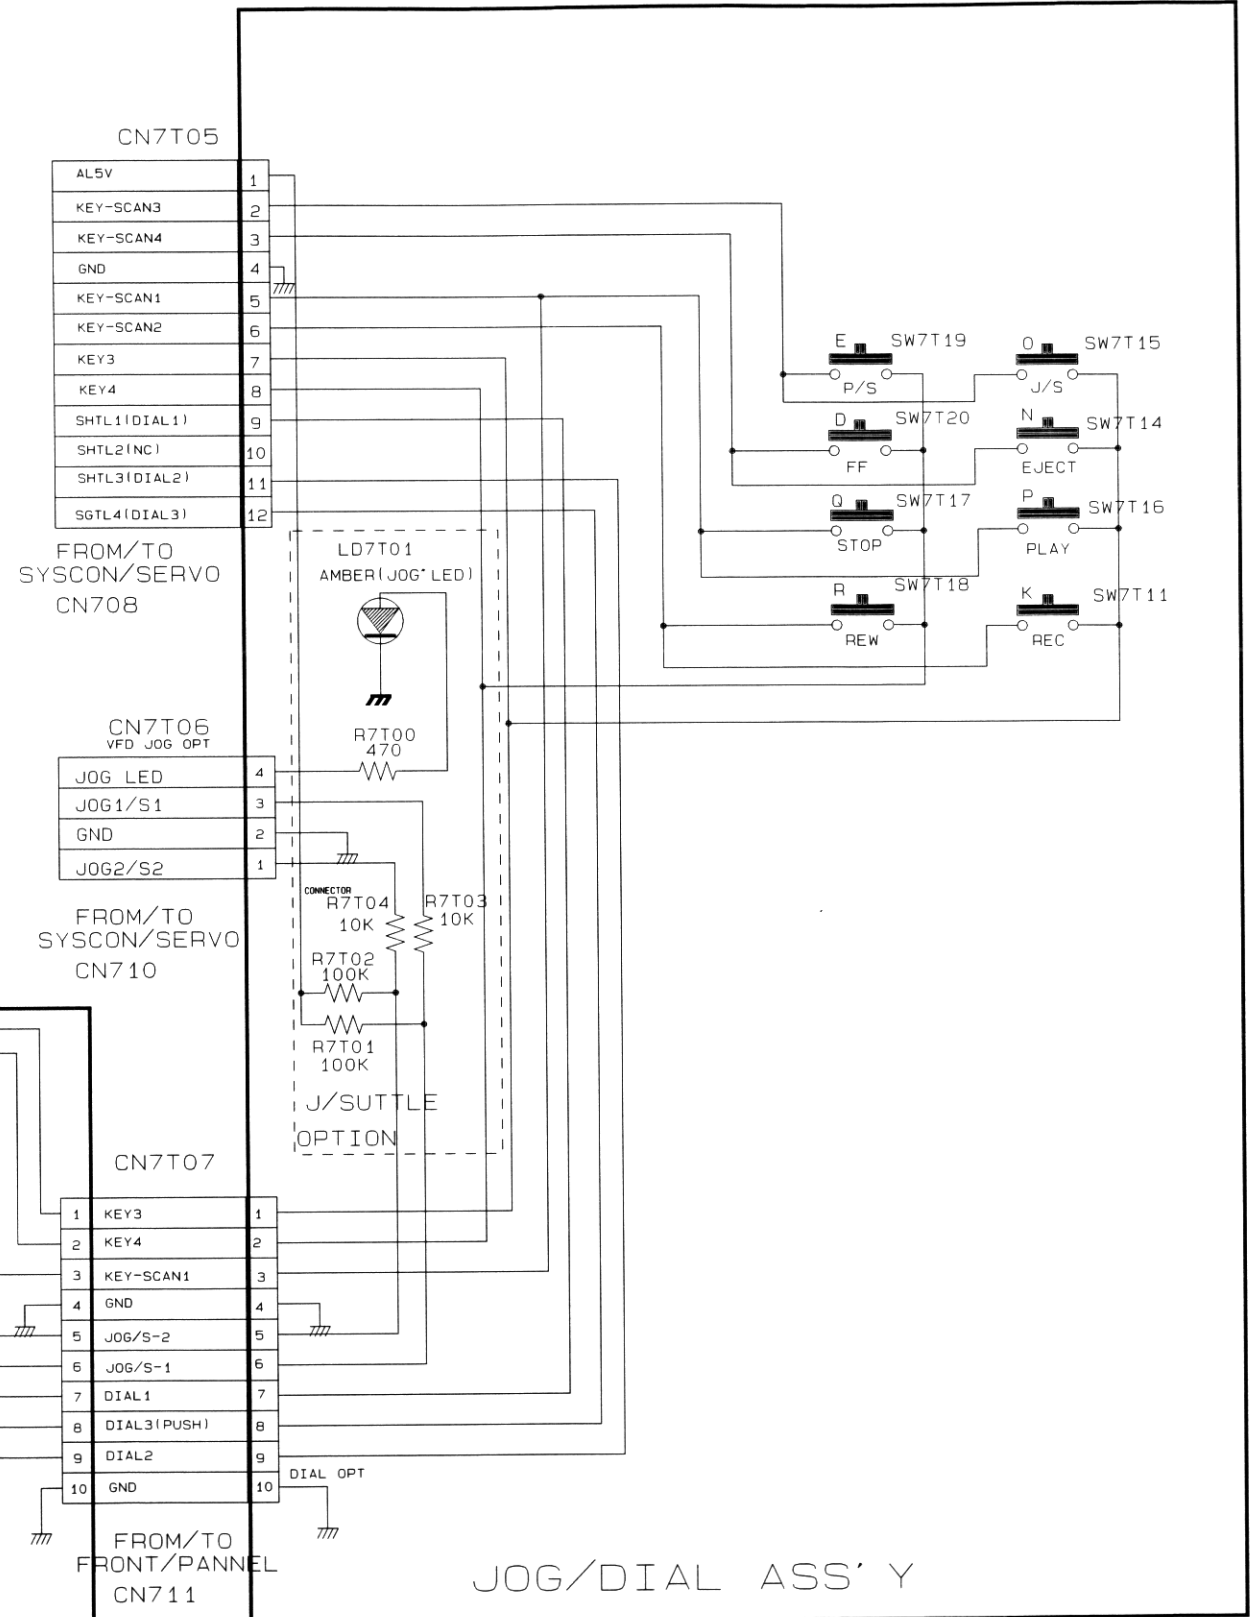 CN7T05
AL5V 1
KEY-SCAN3 2
KEY-SCAN4 3
GND 4
KEY-SCAN1 5
KEY-SCAN2 6
KEY3 7
KEY4 8
SHTL1(DIAL1) 9
SHTL2(NC) 10
SHTL3(DIAL2) 11
SGTL4(DIAL3) 12
FROM/TO
SYSCON/SERVO
CN708
E SW7T19
P/S
O SW7T15
J/S
D SW7T20
FF
N SW7T14
EJECT
Q SW7T17
STOP
P SW7T16
PLAY
R SW7T18
REW
K SW7T11
REC
LD7T01
AMBER(JOG' LED)
R7T00
470
CN7T06
VFD JOG OPT
JOG LED 4
JOG1/S1 3
GND 2
JOG2/S2 1
FROM/TO
SYSCON/SERVO
CN710
CONNECTOR
R7T04
10K
R7T03
10K
R7T02
100K
R7T01
100K
J/SUTTLE
OPTION
CN7T07
1 KEY3 1
2 KEY4 2
3 KEY-SCAN1 3
4 GND 4
5 JOG/S-2 5
6 JOG/S-1 6
7 DIAL1 7
8 DIAL3(PUSH) 8
9 DIAL2 9
10 GND 10
DIAL OPT
FROM/TO
FRONT/PANNEL
CN711
JOG/DIAL ASS'Y